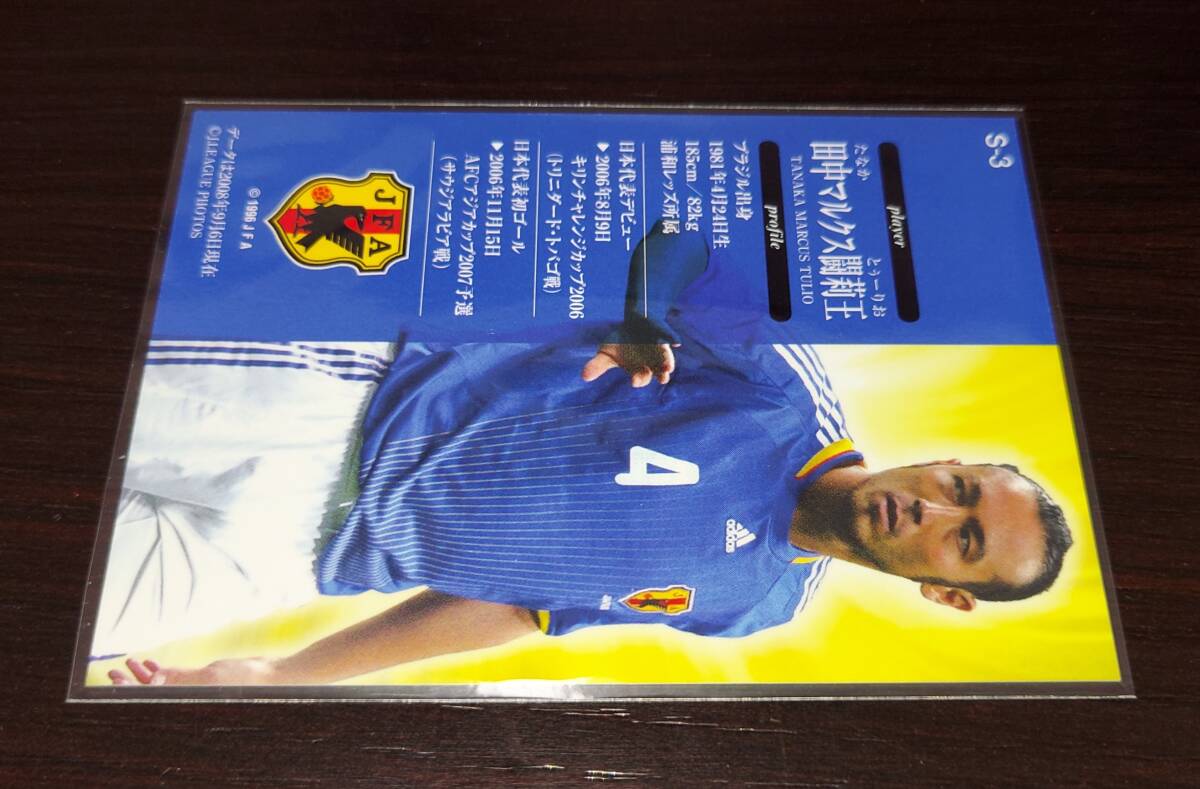 S-3
player
たなか とぅーりお
田中マルクス闘莉王
TANAKA MARCUS TULIO
profile
ブラジル出身
1981年4月24日生
185cm/82kg
浦和レッズ所属
日本代表デビュー
◆2006年8月9日
キリンチャレンジカップ2006
(トリニダード・トバゴ戦)
日本代表初ゴール
◆2006年11月15日
AFCアジアカップ2007予選
(サウジアラビア戦)
JFA
©1996 JFA
データは2008年9月6日現在
©J.LEAGUE PHOTOS
4
adidas